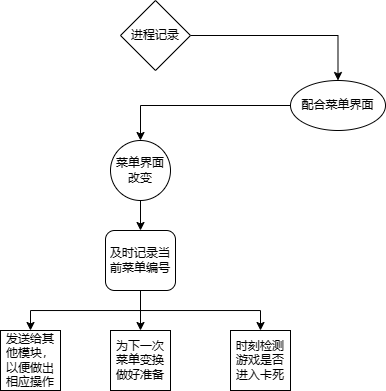 进程记录
配合菜单界面
菜单界面
改变
及时记录当
前菜单编号
发送给其
他模块，
以便做出
相应操作
为下一次
菜单变换
做好准备
时刻检测
游戏是否
进入卡死